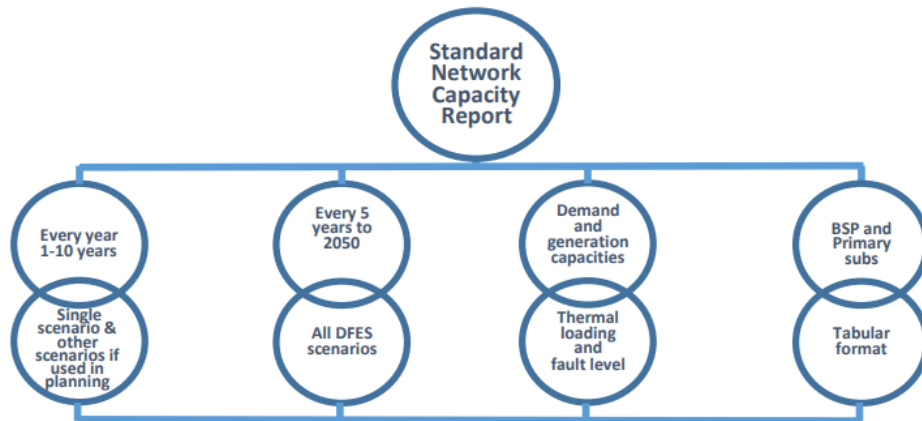 Standard
Network
Capacity
Report
Every year
1-10 years
Single
scenario &
other
scenarios if
used in
planning
Every 5
years to
2050
All DFES
scenarios
Demand
and
generation
capacities
Thermal
loading
and
fault level
BSP and
Primary
subs
Tabular
format